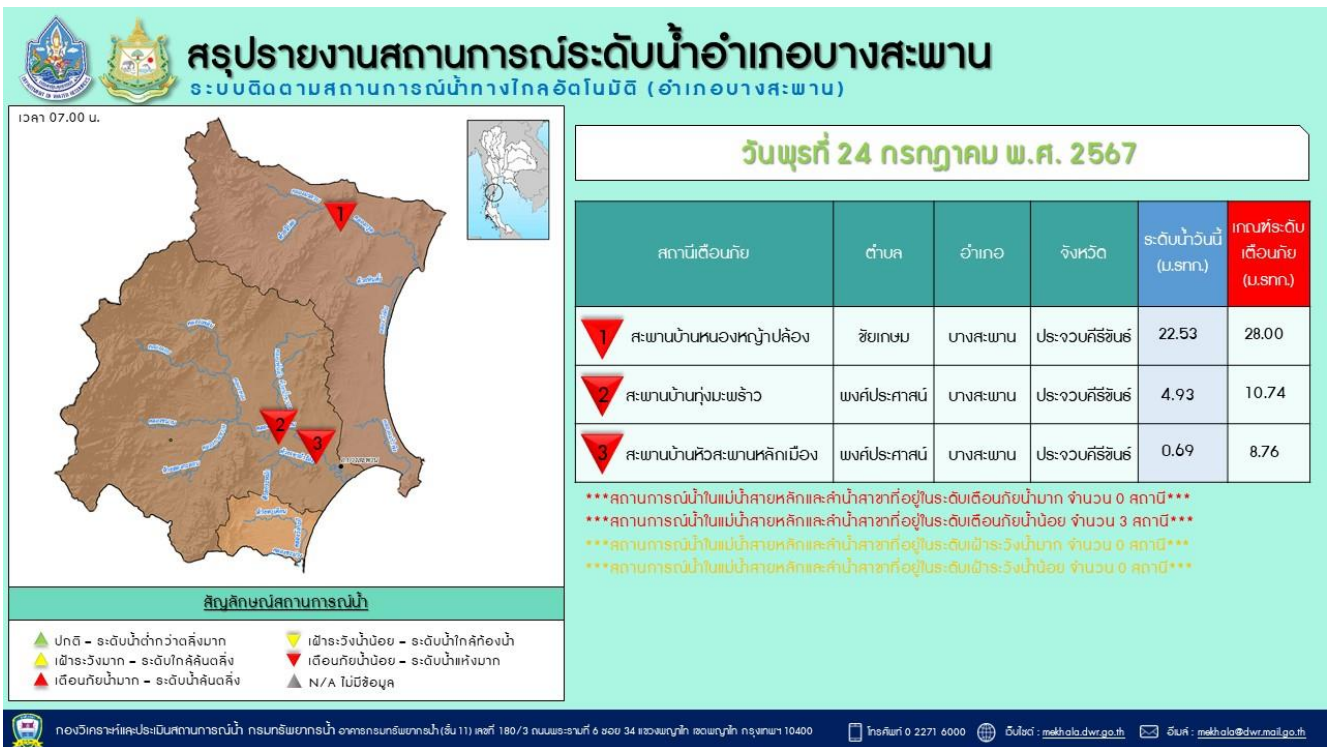 สรุปรายงานสถานการณ์ระดับน้ำอำเภอบางสะพาน
ระบบติดตามสถานการณ์น้ำทางไกลอัตโนมัติ (อำเภอบางสะพาน)
เวลา 07.00 น.
วันพุธที่ 24 กรกฎาคม พ.ศ. 2567
สถานีเตือนภัย ตำบล อำเภอ จังหวัด ระดับน้ำวันนี้ (ม.รทก.) เกณฑ์ระดับเตือนภัย (ม.รทก.)
1 สะพานบ้านหนองหญ้าปล้อง ชัยเกษม บางสะพาน ประจวบคีรีขันธ์ 22.53 28.00
2 สะพานบ้านทุ่งมะพร้าว พงศ์ประศาสน์ บางสะพาน ประจวบคีรีขันธ์ 4.93 10.74
3 สะพานบ้านหัวสะพานหลักเมือง พงศ์ประศาสน์ บางสะพาน ประจวบคีรีขันธ์ 0.69 8.76
***สถานการณ์น้ำในแม่น้ำสายหลักและลำน้ำสาขาที่อยู่ในระดับเตือนภัยน้ำมาก จำนวน 0 สถานี***
***สถานการณ์น้ำในแม่น้ำสายหลักและลำน้ำสาขาที่อยู่ในระดับเตือนภัยน้ำน้อย จำนวน 3 สถานี***
***สถานการณ์น้ำในแม่น้ำสายหลักและลำน้ำสาขาที่อยู่ในระดับเฝ้าระวังน้ำมาก จำนวน 0 สถานี***
***สถานการณ์น้ำในแม่น้ำสายหลักและลำน้ำสาขาที่อยู่ในระดับเฝ้าระวังน้ำน้อย จำนวน 0 สถานี***
1
2
3
สัญลักษณ์สถานการณ์น้ำ
ปกติ – ระดับน้ำต่ำกว่าตลิ่งมาก
เฝ้าระวังมาก – ระดับใกล้ล้นตลิ่ง
เตือนภัยน้ำมาก – ระดับน้ำล้นตลิ่ง
เฝ้าระวังน้ำน้อย – ระดับน้ำใกล้ท้องน้ำ
เตือนภัยน้ำน้อย – ระดับน้ำแห้งมาก
N/A ไม่มีข้อมูล
กองวิเคราะห์และประเมินสถานการณ์น้ำ กรมทรัพยากรน้ำ อาคารกรมทรัพยากรน้ำ(ชั้น 11) เลขที่ 180/3 ถนนพระรามที่ 6 ซอย 34 แขวงพญาไท เขตพญาไท กรุงเทพฯ 10400 โทรศัพท์ 0 2271 6000 เว็บไซต์ : mekhala.dwr.go.th อีเมล์ : mekhala@dwr.mail.go.th